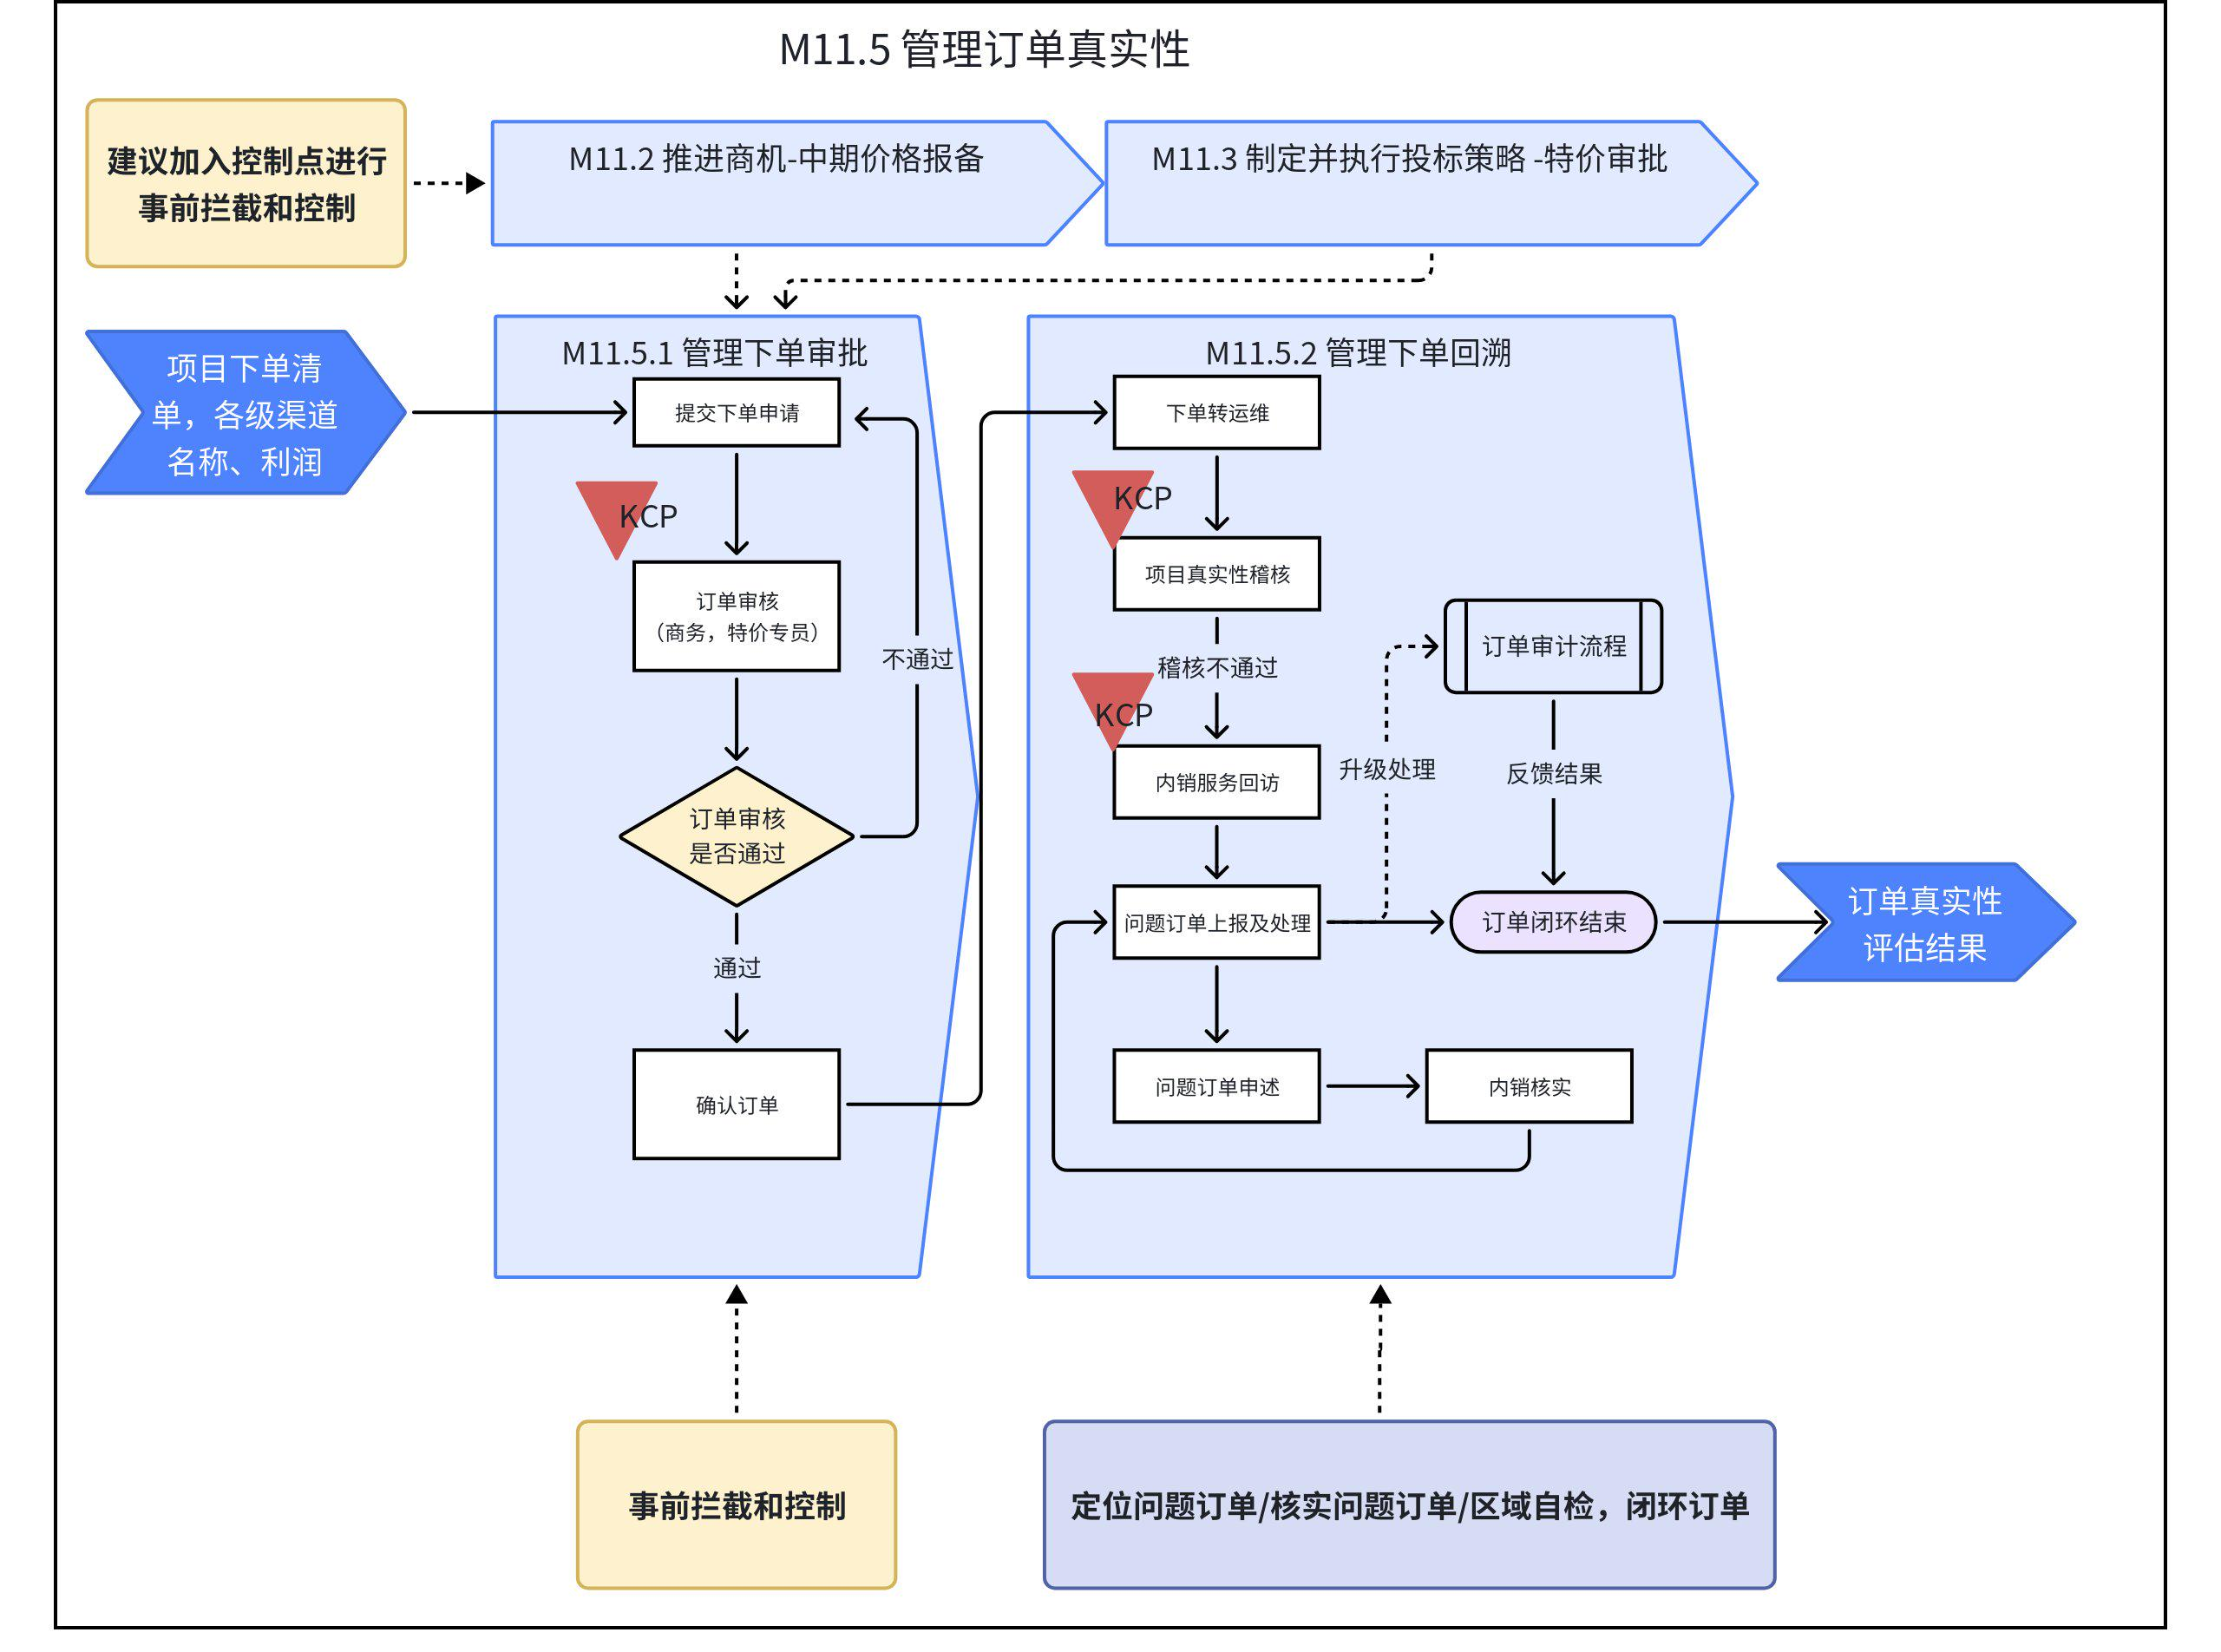 M11.5 管理订单真实性
建议加入控制点进行
事前拦截和控制
M11.2 推进商机-中期价格报备
M11.3 制定并执行投标策略 -特价审批
项目下单清
单，各级渠道
名称、利润
M11.5.1 管理下单审批
提交下单申请
KCP
订单审核
（商务，特价专员）
不通过
订单审核
是否通过
通过
确认订单
M11.5.2 管理下单回溯
下单转运维
KCP
项目真实性稽核
稽核不通过
KCP
内销服务回访
升级处理
订单审计流程
反馈结果
问题订单上报及处理
订单闭环结束
问题订单申述
内销核实
订单真实性
评估结果
事前拦截和控制
定位问题订单/核实问题订单/区域自检，闭环订单